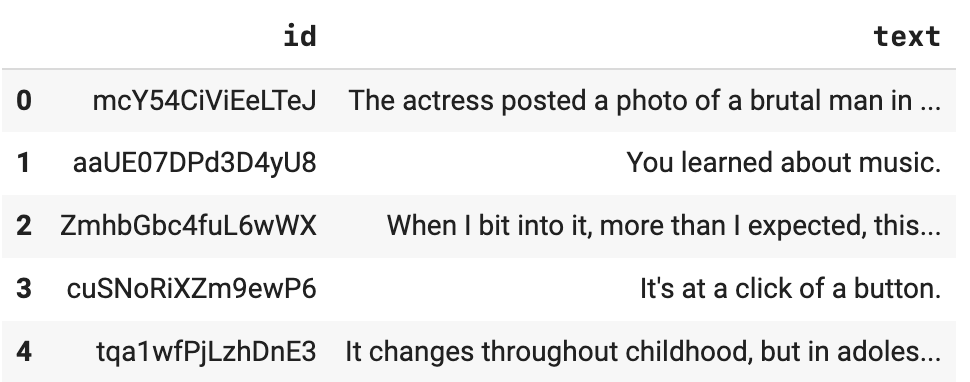 id text
0 mcY54CiViEeLTeJ The actress posted a photo of a brutal man in ...
1 aaUE07DPd3D4yU8 You learned about music.
2 ZmhbGbc4fuL6wWX When I bit into it, more than I expected, this...
3 cuSNoRiXZm9ewP6 It's at a click of a button.
4 tqa1wfPjLzhDnE3 It changes throughout childhood, but in adoles...